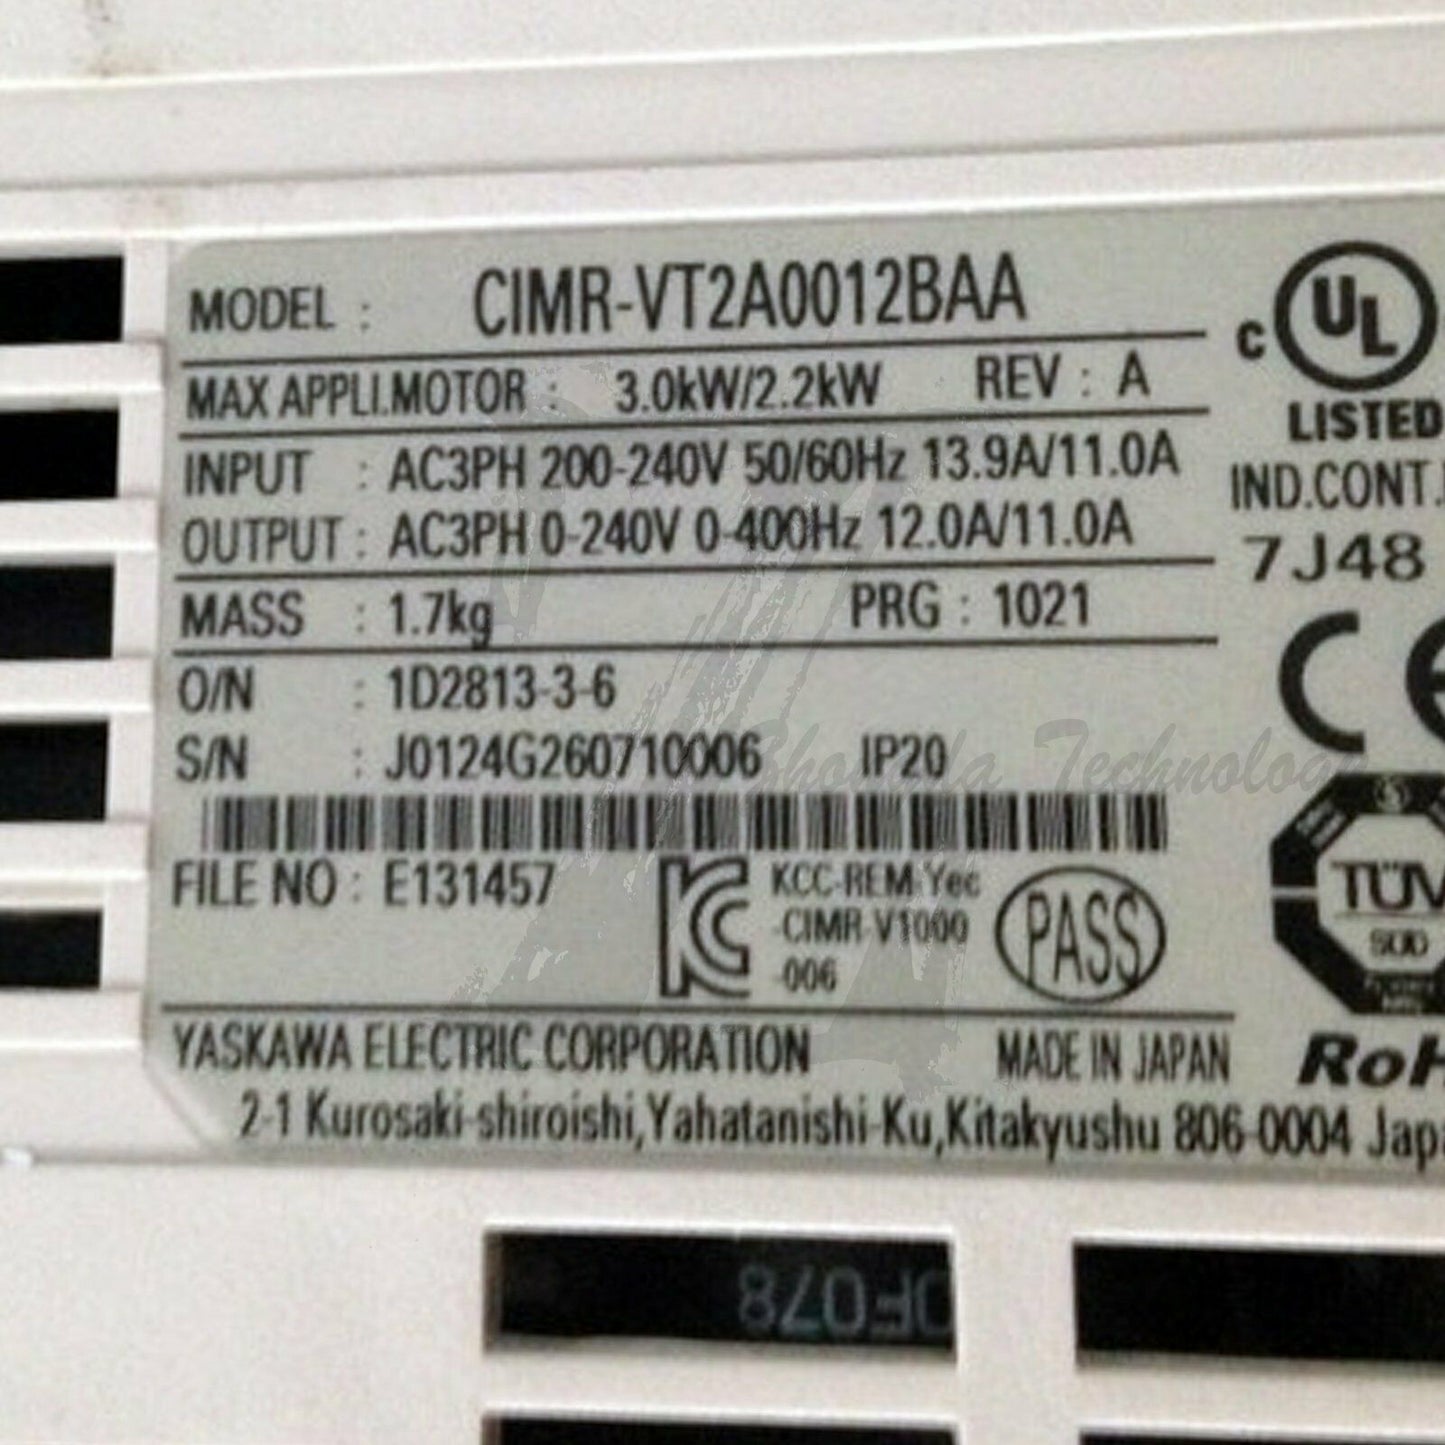 MODEL : CIMR-VT2A0012BAA
MAX APPLI.MOTOR : 3.0kW/2.2kW REV : A
INPUT : AC3PH 200-240V 50/60Hz 13.9A/11.0A
OUTPUT : AC3PH 0-240V 0-400Hz 12.0A/11.0A
MASS : 1.7kg PRG : 1021
O/N : 1D2813-3-6
S/N : J0124G260710006 IP20
FILE NO : E131457
KCC-REM-Yec
-CIMR-V1000
-006
PASS
YASKAWA ELECTRIC CORPORATION MADE IN JAPAN
2-1 Kurosaki-shiroishi,Yahatanishi-Ku,Kitakyushu 806-0004 Japa
C UL
LISTED
IND.CONT.
7J48
CE
TÜV
SÜD
RoH
Technology
0F078